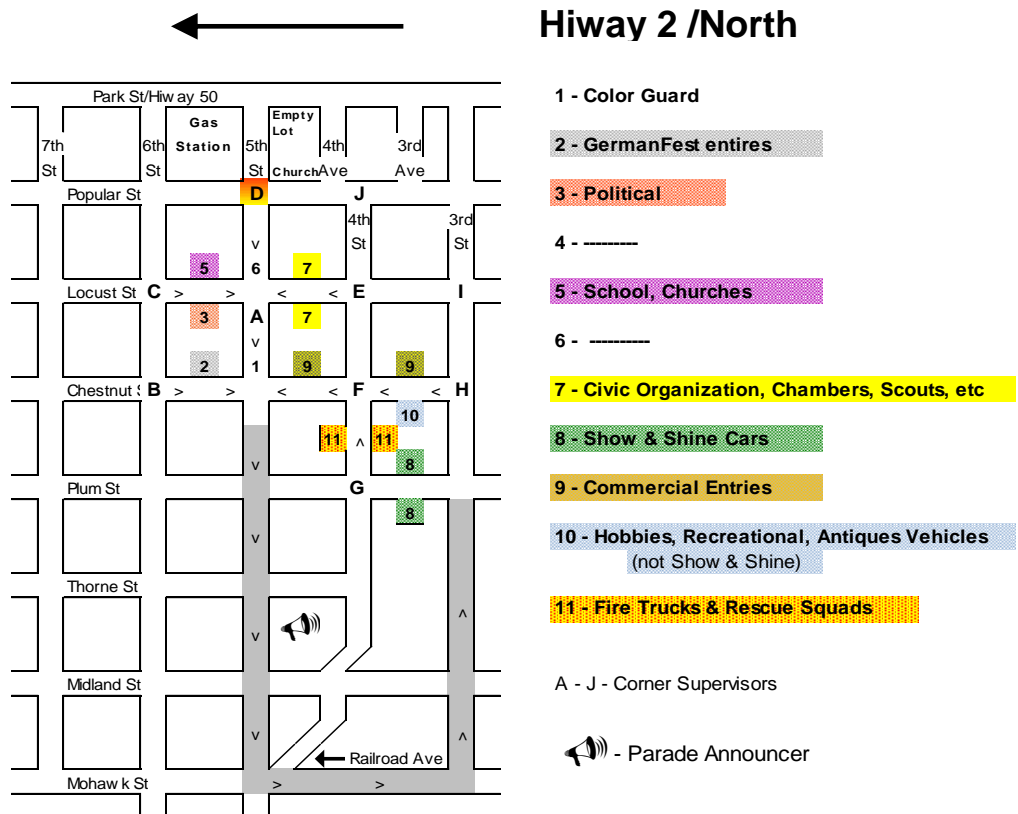 Hiway 2 /North
Park St/Hiway 50
Gas
Station
Empty
Lot
Church
7th
St
6th
St
5th
St
4th
Ave
3rd
Ave
Popular St
D
J
4th
St
3rd
St
v
5
6
7
Locust St
C
> >
< <
E
I
3
A
7
v
2
1
9
9
Chestnut
B
> >
< <
F
< <
H
10
11
^
11
v
8
Plum St
G
8
v
Thorne St
v
^
Midland St
v
^
Railroad Ave
Mohawk St
> >
1 - Color Guard
2 - GermanFest entires
3 - Political
4 - ---------
5 - School, Churches
6 - ----------
7 - Civic Organization, Chambers, Scouts, etc
8 - Show & Shine Cars
9 - Commercial Entries
10 - Hobbies, Recreational, Antiques Vehicles
(not Show & Shine)
11 - Fire Trucks & Rescue Squads
A - J - Corner Supervisors
- Parade Announcer